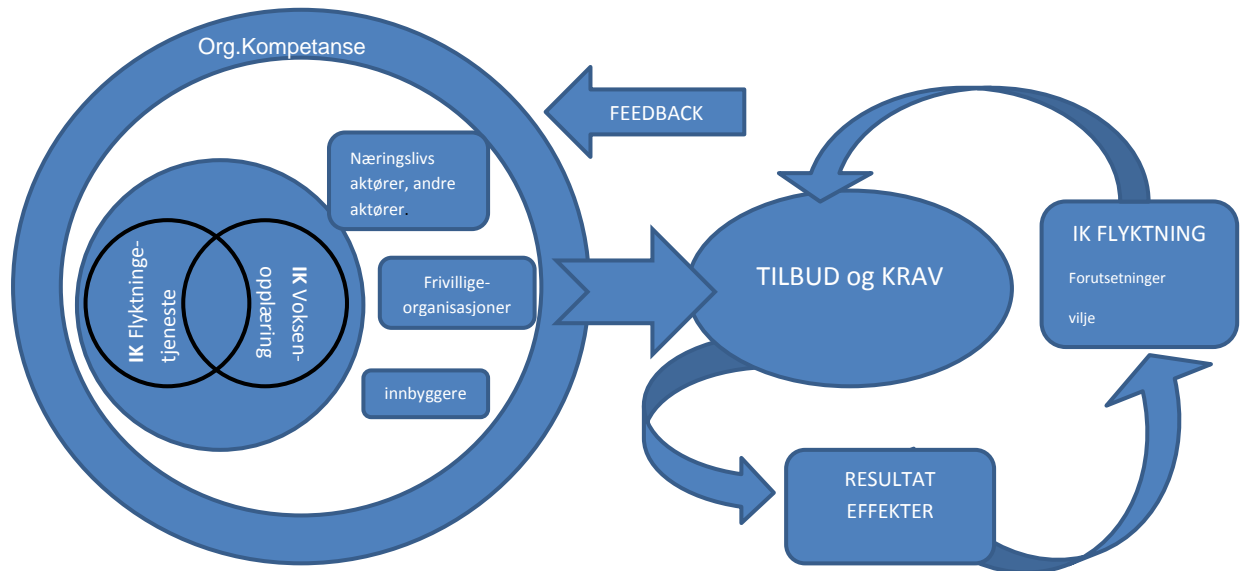 Org.Kompetanse
FEEDBACK
Næringslivs
aktører, andre
aktører.
IK Flyktninge-
tjeneste
IK Voksen-
opplæring
Frivillige-
organisasjoner
innbyggere
TILBUD og KRAV
IK FLYKTNING
Forutsetninger
vilje
RESULTAT
EFFEKTER